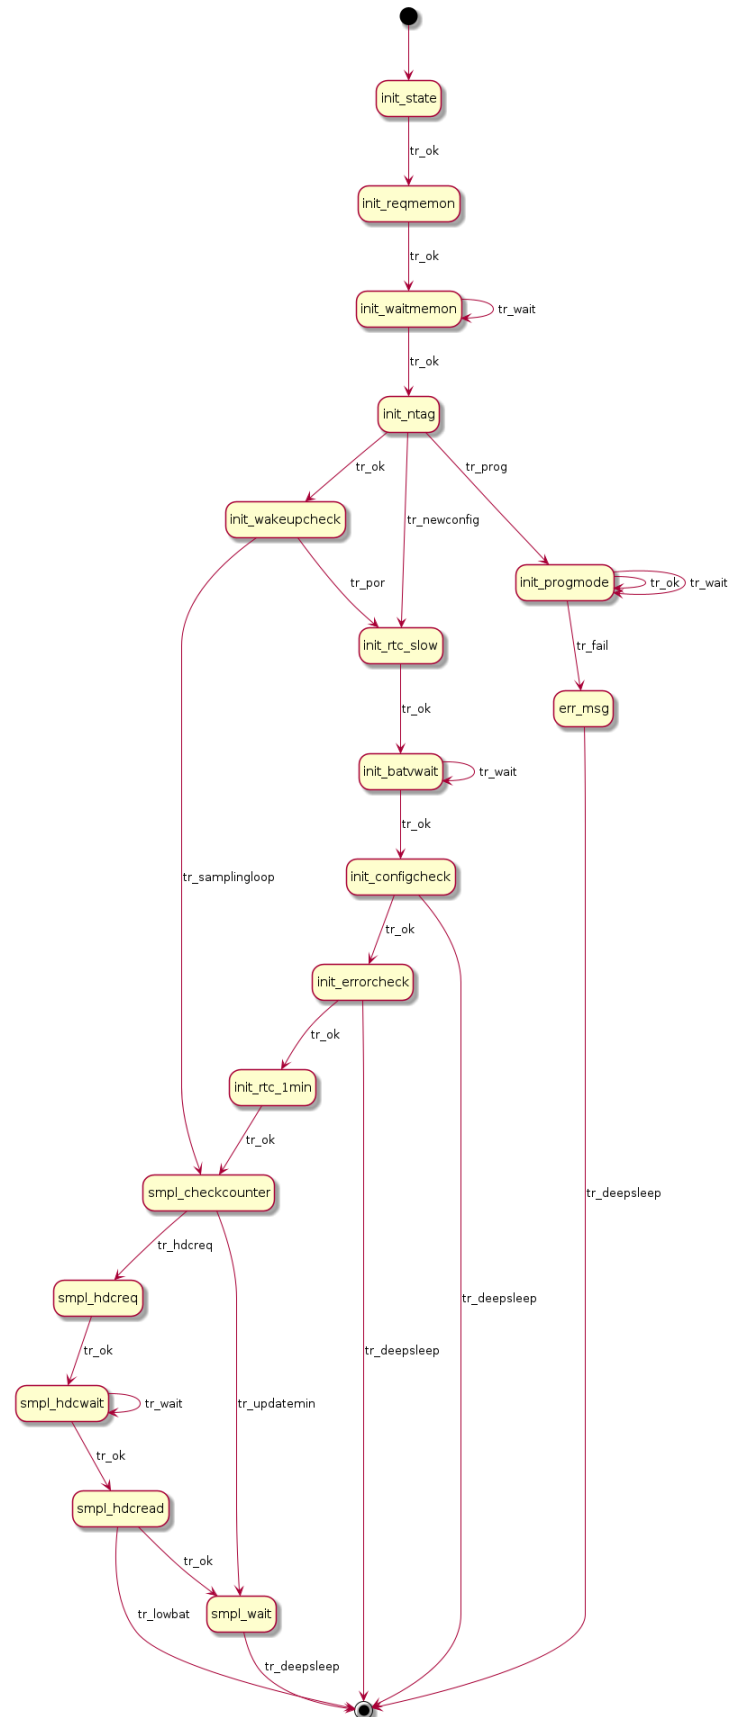 init_state
tr_ok
init_reqmemon
tr_ok
init_waitmemon
tr_wait
tr_ok
init_ntag
tr_ok
tr_prog
init_wakeupcheck
tr_newconfig
tr_por
init_progmode
tr_ok
tr_wait
init_rtc_slow
tr_fail
tr_ok
err_msg
init_batvwait
tr_wait
tr_ok
tr_samplingloop
init_configcheck
tr_ok
init_errorcheck
tr_ok
init_rtc_1min
tr_ok
smpl_checkcounter
tr_deepsleep
tr_hdcreq
smpl_hdcreq
tr_deepsleep
tr_ok
tr_deepsleep
smpl_hdcwait
tr_wait
tr_updatemin
tr_ok
smpl_hdcread
tr_ok
tr_lowbat
smpl_wait
tr_deepsleep